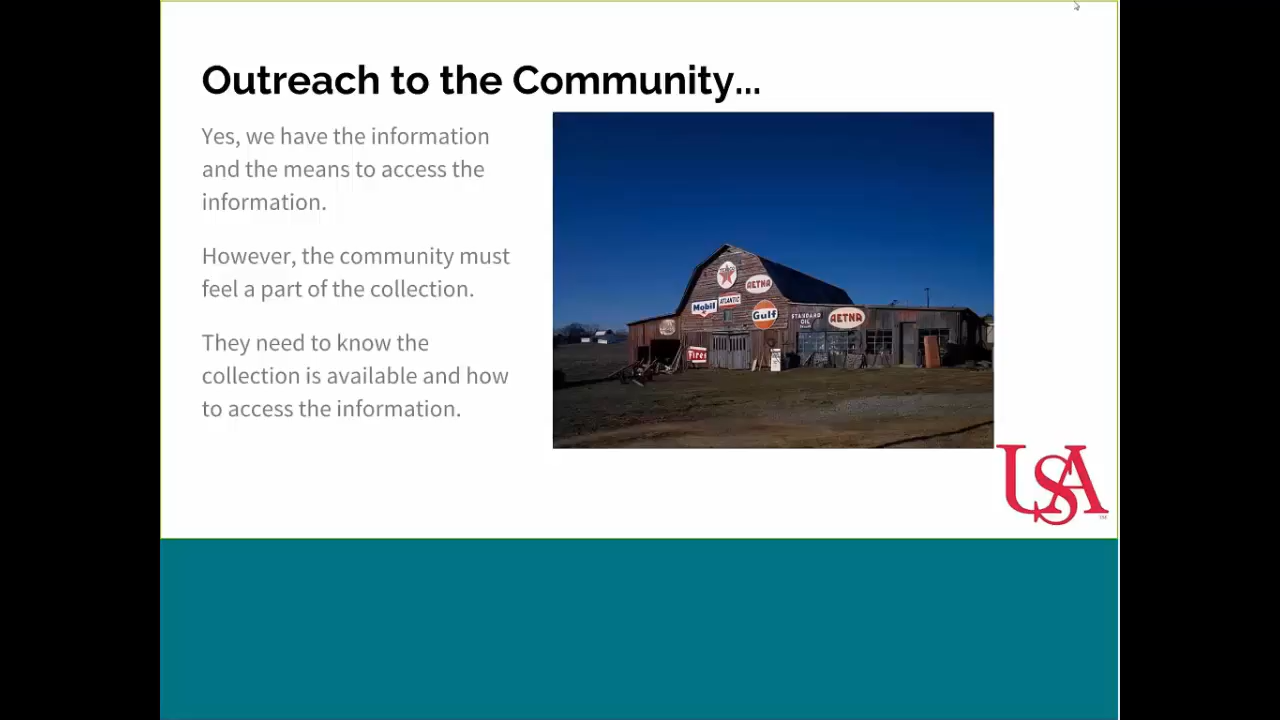 Outreach to the Community...
Yes, we have the information
and the means to access the
information.
However, the community must
feel a part of the collection.
They need to know the
collection is available and how
to access the information.
TEXACO
AETNA
Mobil
ATLANTIC
Gulf
STANDARD
OIL
AETNA
USA